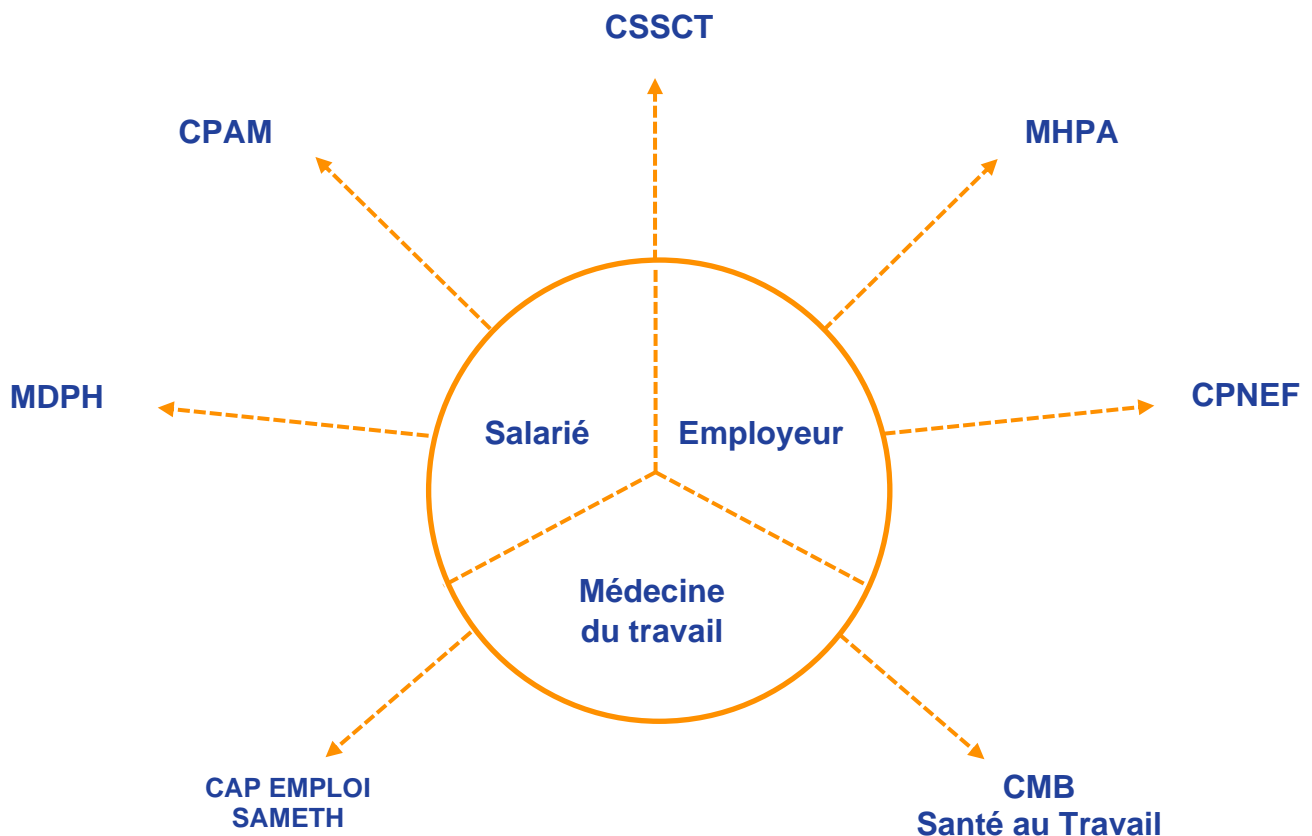 CSSCT
CPAM
MHPA
MDPH
CPNEF
Salarié
Employeur
Médecine
du travail
CAP EMPLOI
SAMETH
CMB
Santé au Travail